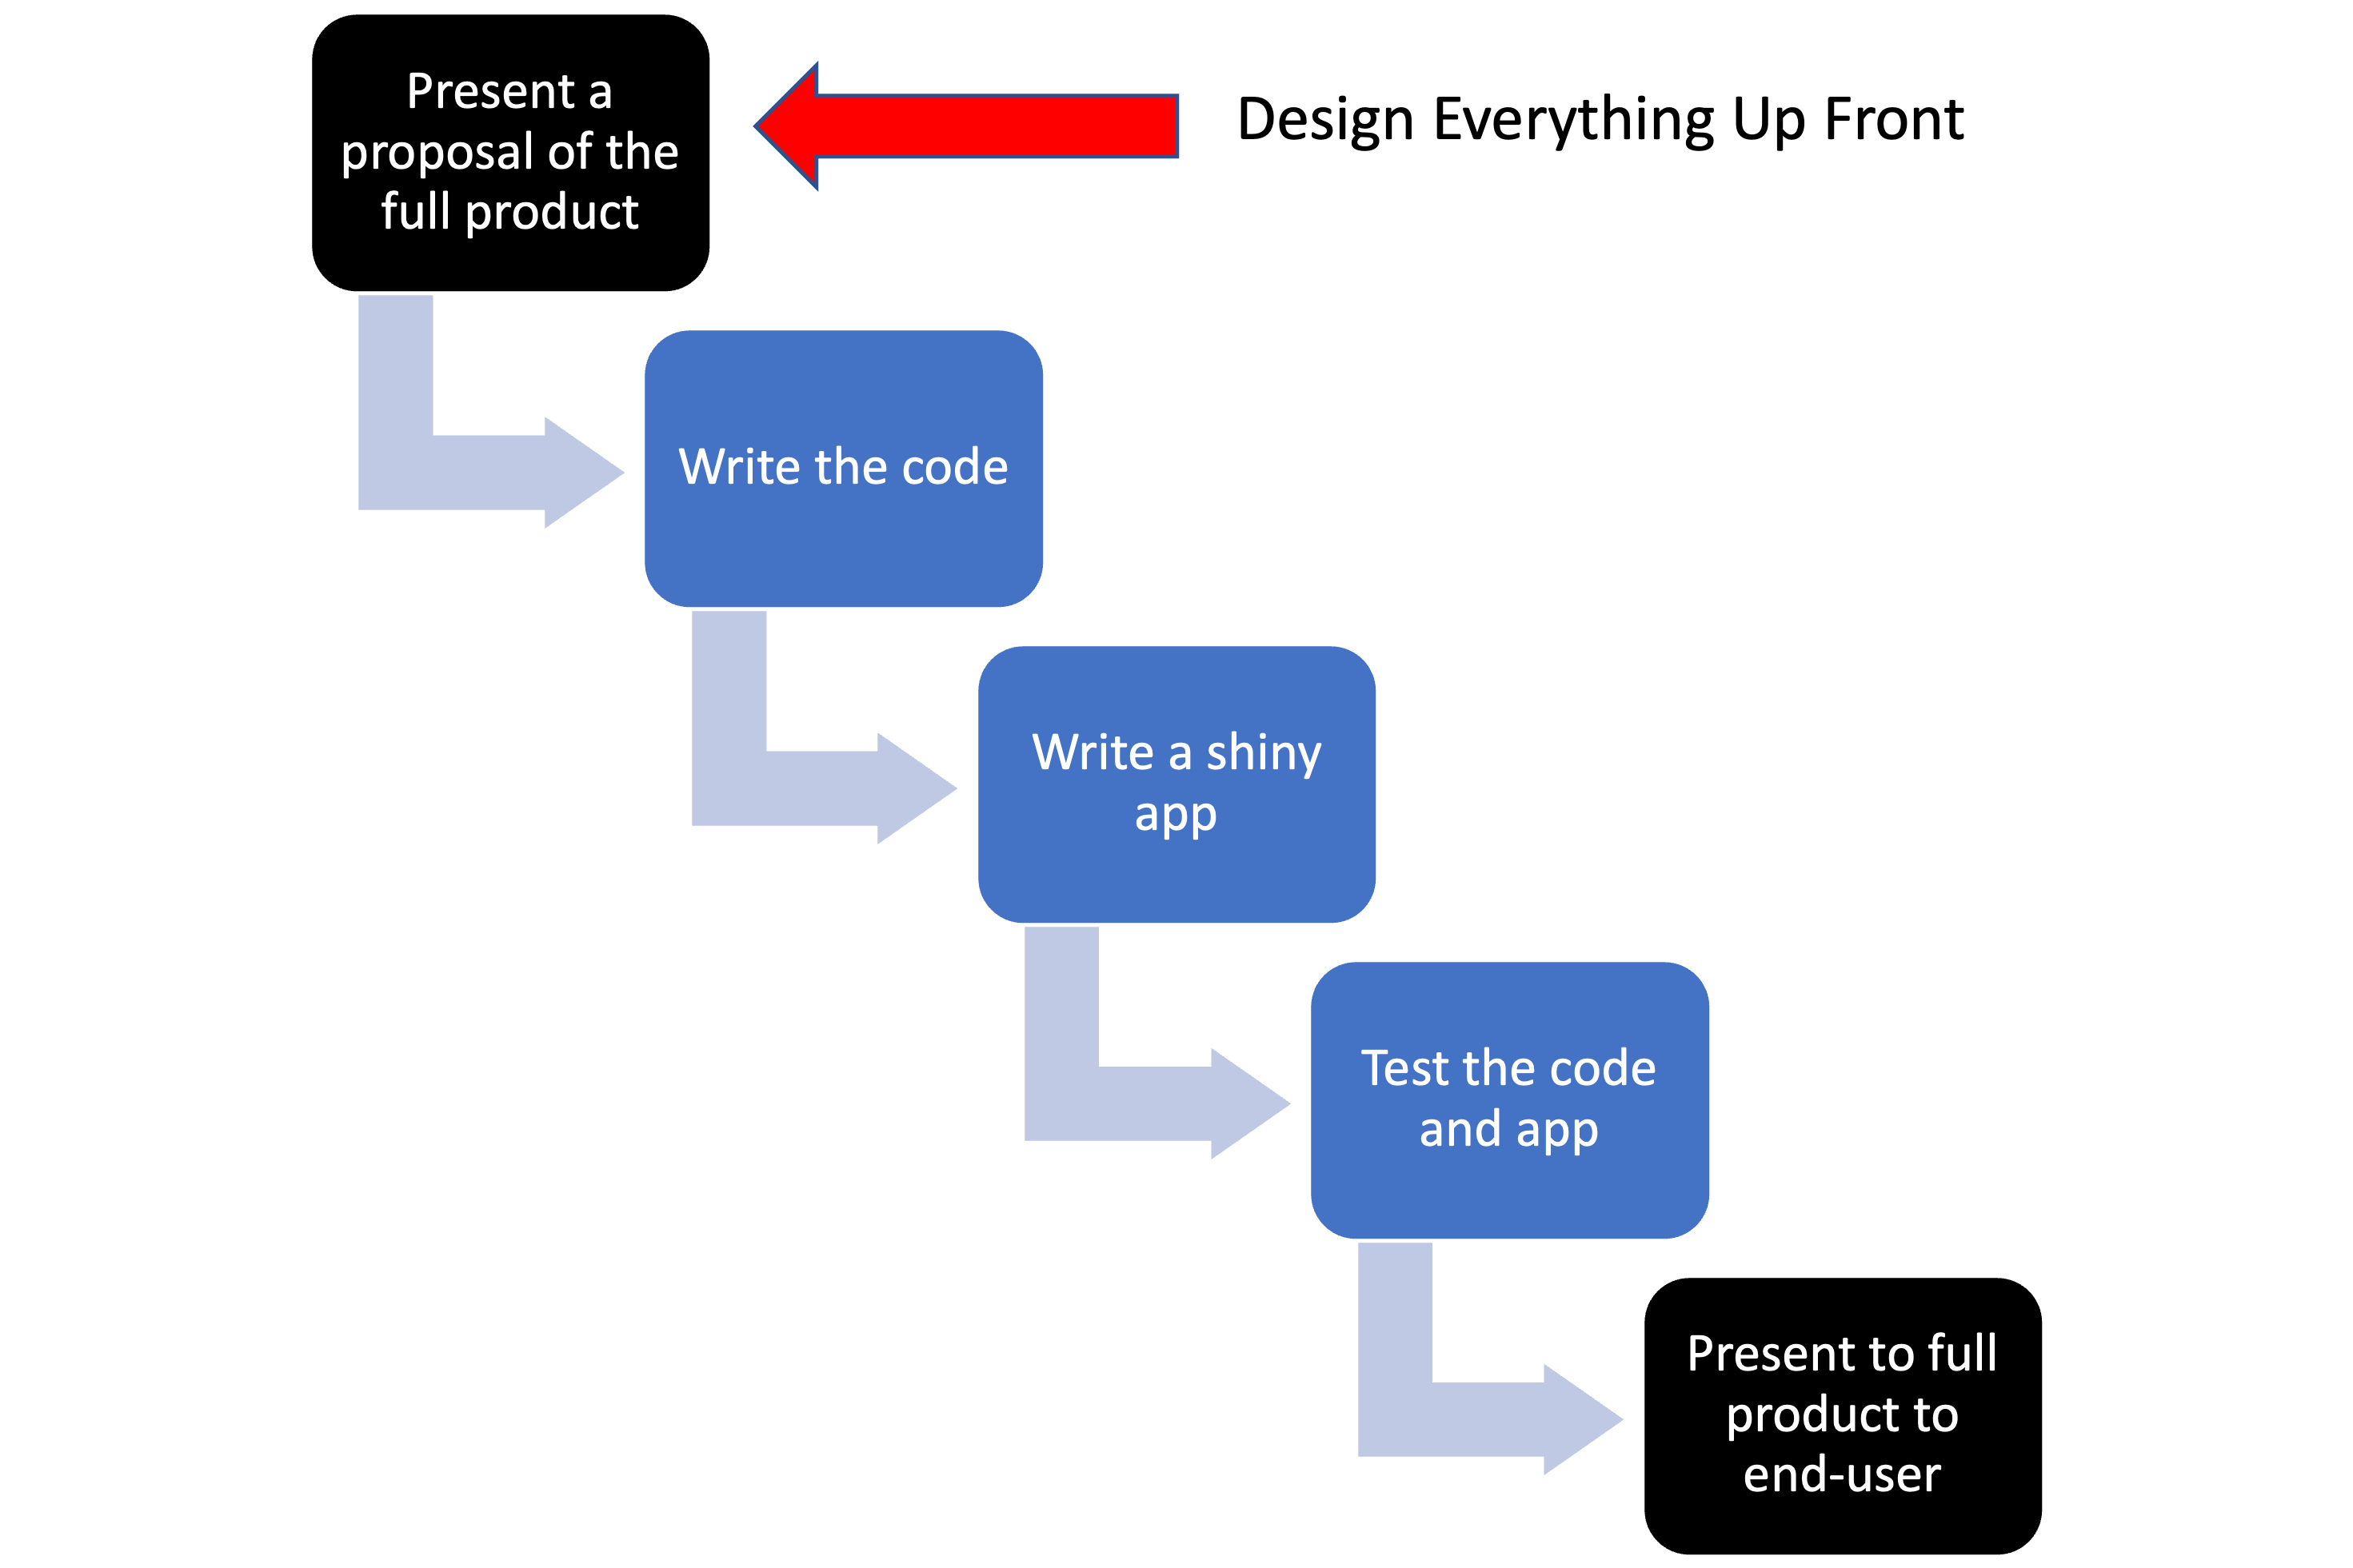 Present a
proposal of the
full product
Design Everything Up Front
Write the code
Write a shiny
app
Test the code
and app
Present to full
product to
end-user